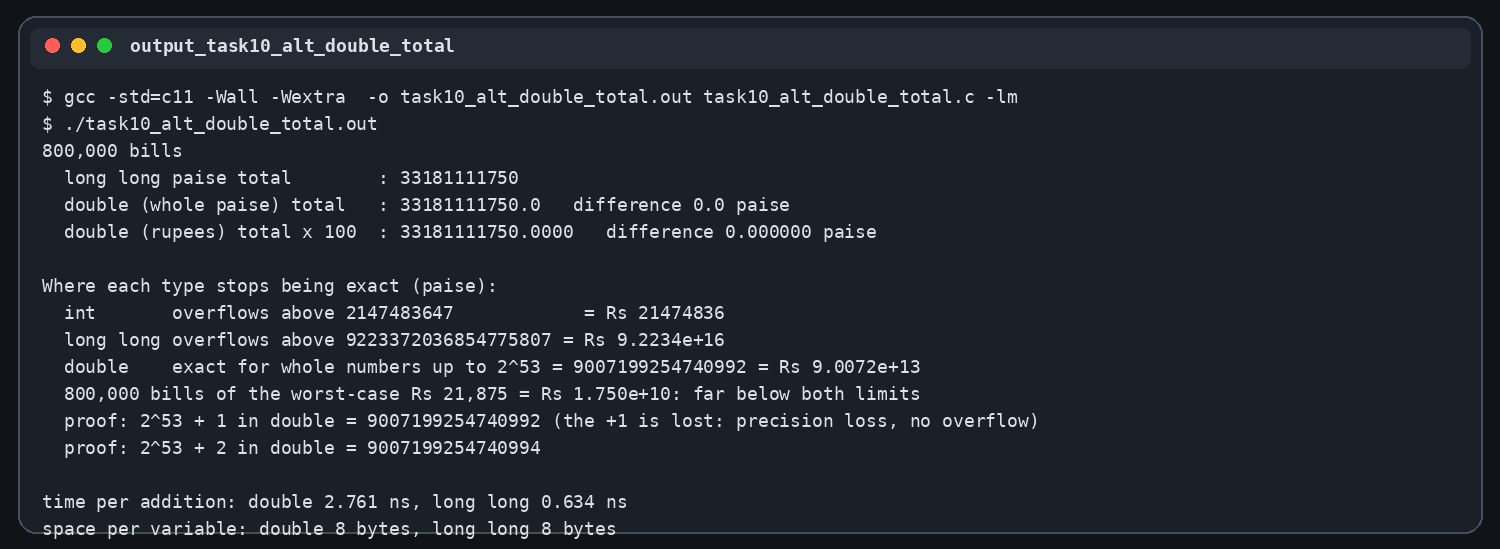 output_task10_alt_double_total
$ gcc -std=c11 -Wall -Wextra  -o task10_alt_double_total.out task10_alt_double_total.c -lm
$ ./task10_alt_double_total.out
800,000 bills
  long long paise total        : 33181111750
  double (whole paise) total   : 33181111750.0   difference 0.0 paise
  double (rupees) total x 100  : 33181111750.0000   difference 0.000000 paise

Where each type stops being exact (paise):
  int       overflows above 2147483647            = Rs 21474836
  long long overflows above 9223372036854775807 = Rs 9.2234e+16
  double    exact for whole numbers up to 2^53 = 9007199254740992 = Rs 9.0072e+13
  800,000 bills of the worst-case Rs 21,875 = Rs 1.750e+10: far below both limits
  proof: 2^53 + 1 in double = 9007199254740992 (the +1 is lost: precision loss, no overflow)
  proof: 2^53 + 2 in double = 9007199254740994

time per addition: double 2.761 ns, long long 0.634 ns
space per variable: double 8 bytes, long long 8 bytes